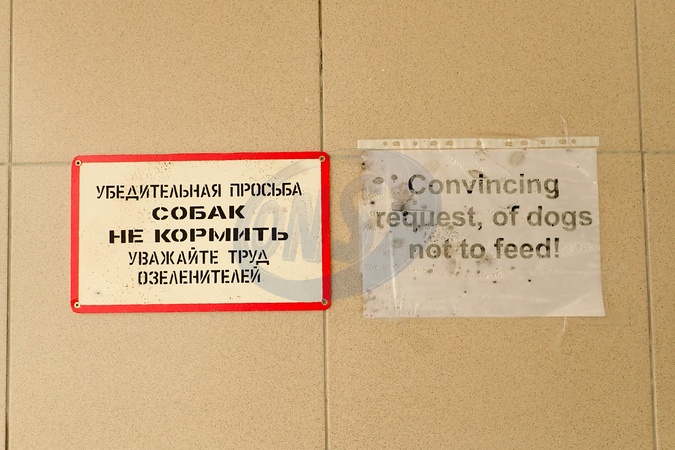 УБЕДИТЕЛЬНАЯ ПРОСЬБА
СОБАК
НЕ КОРМИТЬ
УВАЖАЙТЕ ТРУД
ОЗЕЛЕНИТЕЛЕЙ
Convincing
request, of dogs
not to feed!